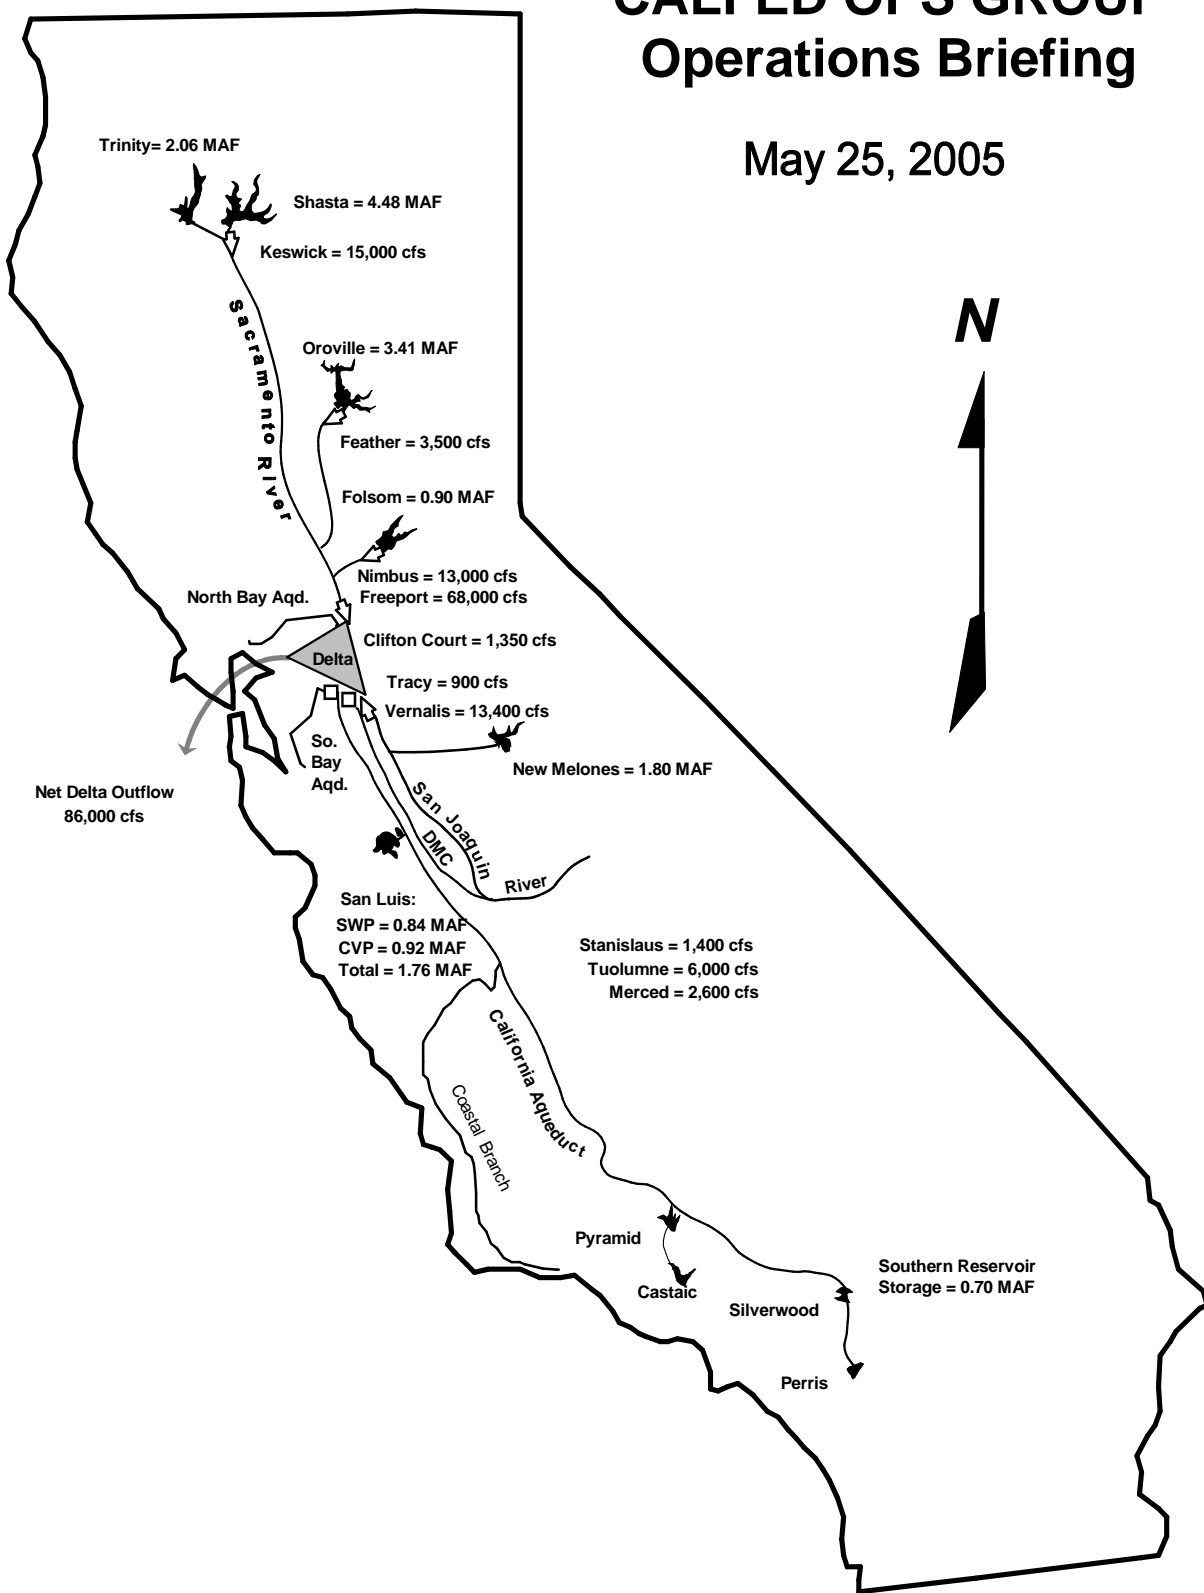 CALFED OPS GROUP
Operations Briefing
May 25, 2005
Trinity= 2.06 MAF
Shasta = 4.48 MAF
Keswick = 15,000 cfs
N
Sacramento River
Oroville = 3.41 MAF
Feather = 3,500 cfs
Folsom = 0.90 MAF
Nimbus = 13,000 cfs
North Bay Aqd.
Freeport = 68,000 cfs
Clifton Court = 1,350 cfs
Delta
Tracy = 900 cfs
Vernalis = 13,400 cfs
So.
Bay
Aqd.
New Melones = 1.80 MAF
Net Delta Outflow
86,000 cfs
San Joaquin
River
DMC
San Luis:
SWP = 0.84 MAF
CVP = 0.92 MAF
Total = 1.76 MAF
Stanislaus = 1,400 cfs
Tuolumne = 6,000 cfs
Merced = 2,600 cfs
California Aqueduct
Coastal Branch
Pyramid
Castaic
Silverwood
Southern Reservoir
Storage = 0.70 MAF
Perris